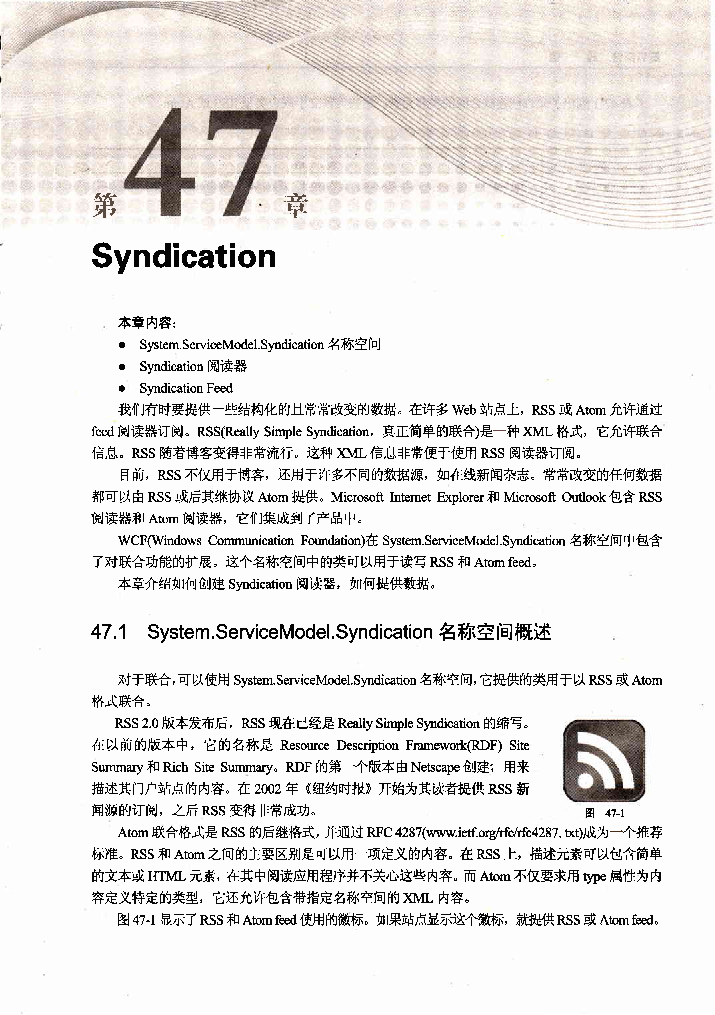 第47章
Syndication
本章内容：
● System.ServiceModel.Syndication 名称空间
● Syndication 阅读器
● Syndication Feed
我们有时要提供一些结构化的且常常改变的数据。在许多 Web 站点上，RSS 或 Atom 允许通过
feed 阅读器订阅。RSS(Really Simple Syndication，真正简单的联合)是一种 XML 格式，它允许联合
信息。RSS 随着博客变得非常流行。这种 XML 信息非常便于使用 RSS 阅读器订阅。
目前，RSS 不仅用于博客，还用于许多不同的数据源，如在线新闻杂志。常常改变的任何数据
都可以由 RSS 或后其继协议 Atom 提供。Microsoft Internet Explorer 和 Microsoft Outlook 包含 RSS
阅读器和 Atom 阅读器，它们集成到了产品中。
WCF(Windows Communication Foundation)在 System.ServiceModel.Syndication 名称空间中包含
了对联合功能的扩展。这个名称空间中的类可以用于读写 RSS 和 Atom feed。
本章介绍如何创建 Syndication 阅读器，如何提供数据。
47.1 System.ServiceModel.Syndication 名称空间概述
对于联合，可以使用 System.ServiceModel.Syndication 名称空间，它提供的类用于以 RSS 或 Atom
格式联合。
RSS 2.0 版本发布后，RSS 现在已经是 Really Simple Syndication 的缩写。
在以前的版本中，它的名称是 Resource Description Framework(RDF) Site
Summary 和 Rich Site Summary。RDF 的第一个版本由 Netscape 创建；用来
描述其门户站点的内容。在 2002 年《纽约时报》开始为其读者提供 RSS 新
闻源的订阅，之后 RSS 变得非常成功。
图 47-1
Atom 联合格式是 RSS 的后继格式，并通过 RFC 4287(www.ietf.org/rfc/rfc4287. txt)成为一个推荐
标准。RSS 和 Atom 之间的主要区别是可以用一项定义的内容。在 RSS 上，描述元素可以包含简单
的文本或 HTML 元素，在其中阅读应用程序并不关心这些内容。而 Atom 不仅要求用 type 属性为内
容定义特定的类型，它还允许包含带指定名称空间的 XML 内容。
图 47-1 显示了 RSS 和 Atom feed 使用的徽标。如果站点显示这个徽标，就提供 RSS 或 Atom feed。